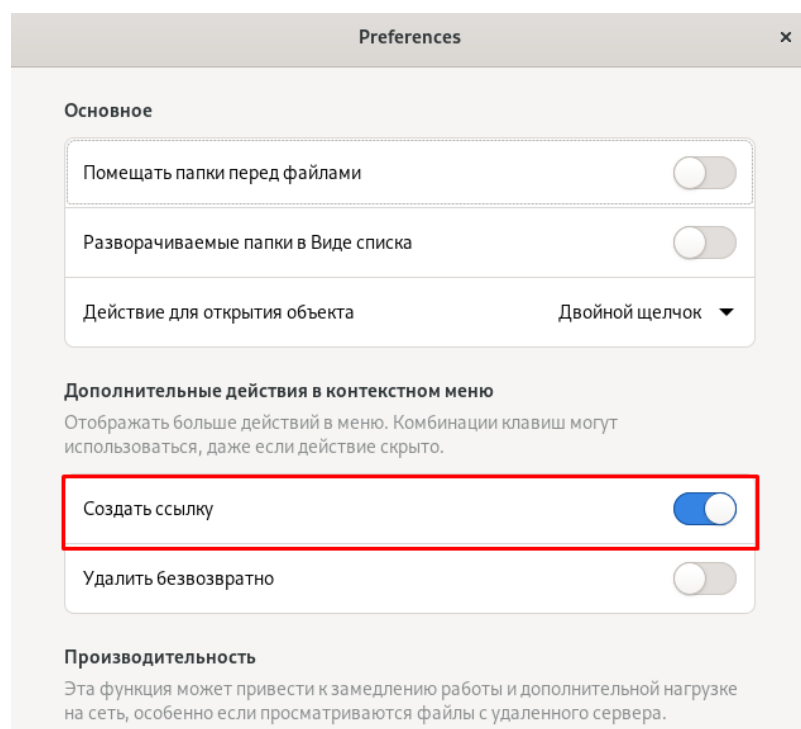 Preferences
Основное
Помещать папки перед файлами
Разворачиваемые папки в Виде списка
Действие для открытия объекта Двойной щелчок
Дополнительные действия в контекстном меню
Отображать больше действий в меню. Комбинации клавиш могут
использоваться, даже если действие скрыто.
Создать ссылку
Удалить безвозвратно
Производительность
Эта функция может привести к замедлению работы и дополнительной нагрузке
на сеть, особенно если просматриваются файлы с удаленного сервера.